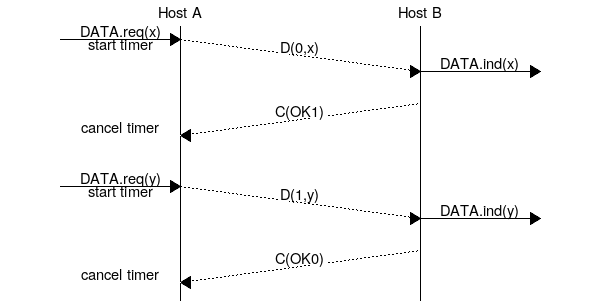 Host A
Host B
DATA.req(x)
start timer
D(0,x)
DATA.ind(x)
C(OK1)
cancel timer
DATA.req(y)
start timer
D(1,y)
DATA.ind(y)
C(OK0)
cancel timer